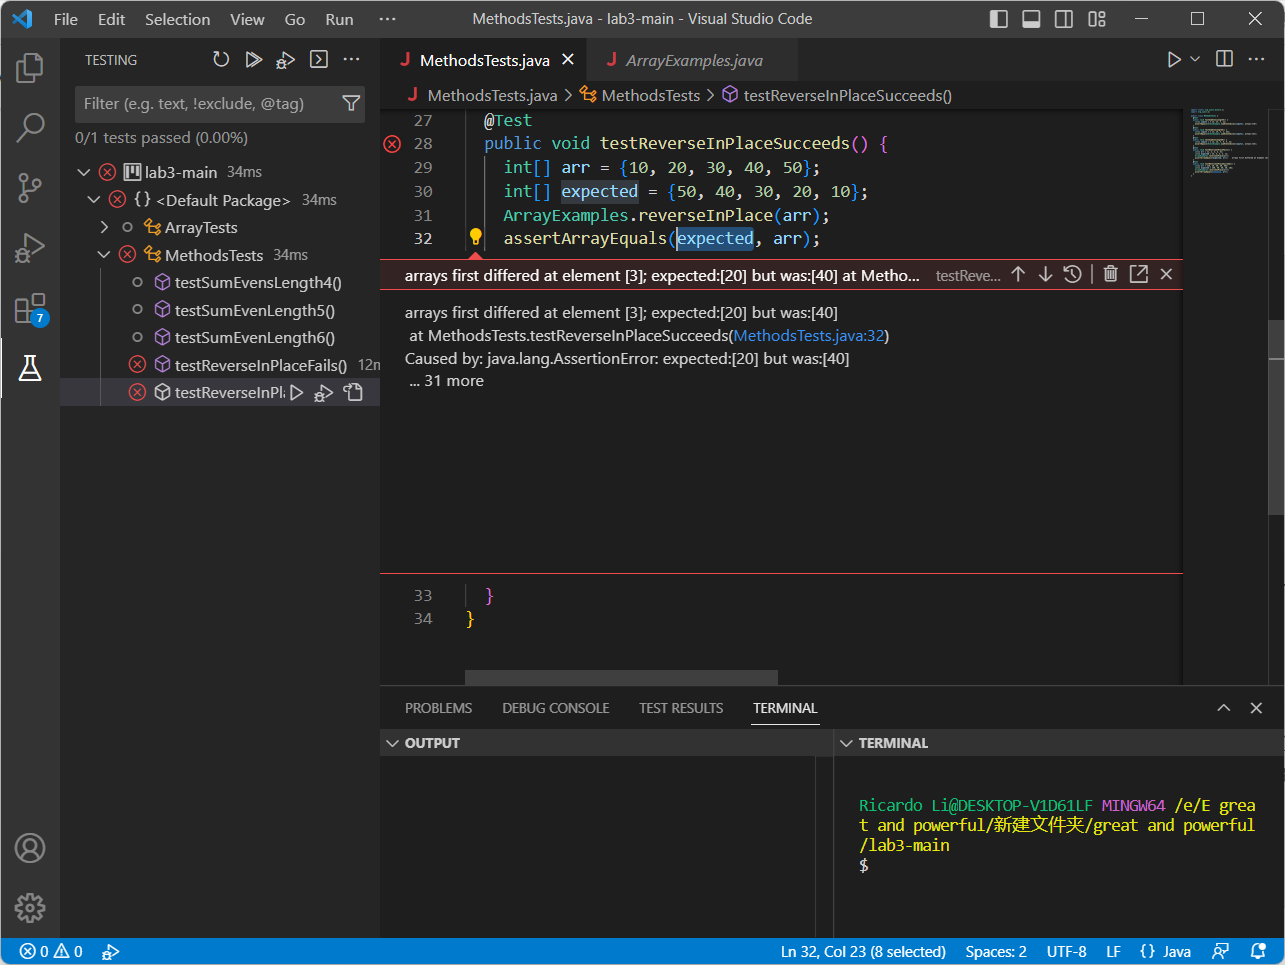 File Edit Selection View Go Run ··· MethodsTests.java - lab3-main - Visual Studio Code
TESTING
Filter (e.g. text, !exclude, @tag)
0/1 tests passed (0.00%)
lab3-main 34ms
{} <Default Package> 34ms
ArrayTests
MethodsTests 34ms
testSumEvensLength4()
testSumEvenLength5()
testSumEvenLength6()
testReverseInPlaceFails() 12m
testReverseInPl
7
J MethodsTests.java J ArrayExamples.java
J MethodsTests.java > MethodsTests > testReverseInPlaceSucceeds()
27 @Test
28 public void testReverseInPlaceSucceeds() {
29 int[] arr = {10, 20, 30, 40, 50};
30 int[] expected = {50, 40, 30, 20, 10};
31 ArrayExamples.reverseInPlace(arr);
32 assertArrayEquals(expected, arr);
arrays first differed at element [3]; expected:[20] but was:[40] at Metho... testReve...
arrays first differed at element [3]; expected:[20] but was:[40]
at MethodsTests.testReverseInPlaceSucceeds(MethodsTests.java:32)
Caused by: java.lang.AssertionError: expected:[20] but was:[40]
... 31 more
33 }
34 }
PROBLEMS DEBUG CONSOLE TEST RESULTS TERMINAL
OUTPUT
TERMINAL
Ricardo Li@DESKTOP-V1D61LF MINGW64 /e/E grea
t and powerful/新建文件夹/great and powerful
/lab3-main
$
0 0 Ln 32, Col 23 (8 selected) Spaces: 2 UTF-8 LF {} Java